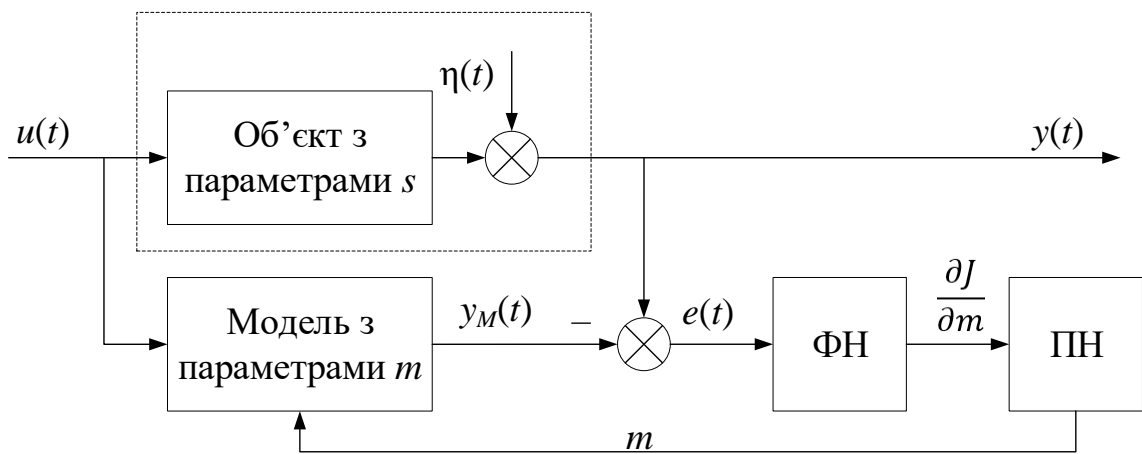 η(t)
u(t)
Об’єкт з
параметрами s
y(t)
Модель з
параметрами m
y_M(t)
–
e(t)
ФН
∂J
∂m
ПН
m